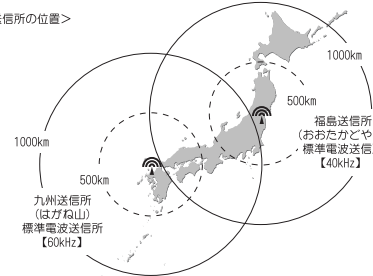 送信所の位置＞
1000km
500km
福島送信所
（おおたかどや
標準電波送信
【40kHz】
1000km
500km
九州送信所
（はがね山）
標準電波送信所
【60kHz】